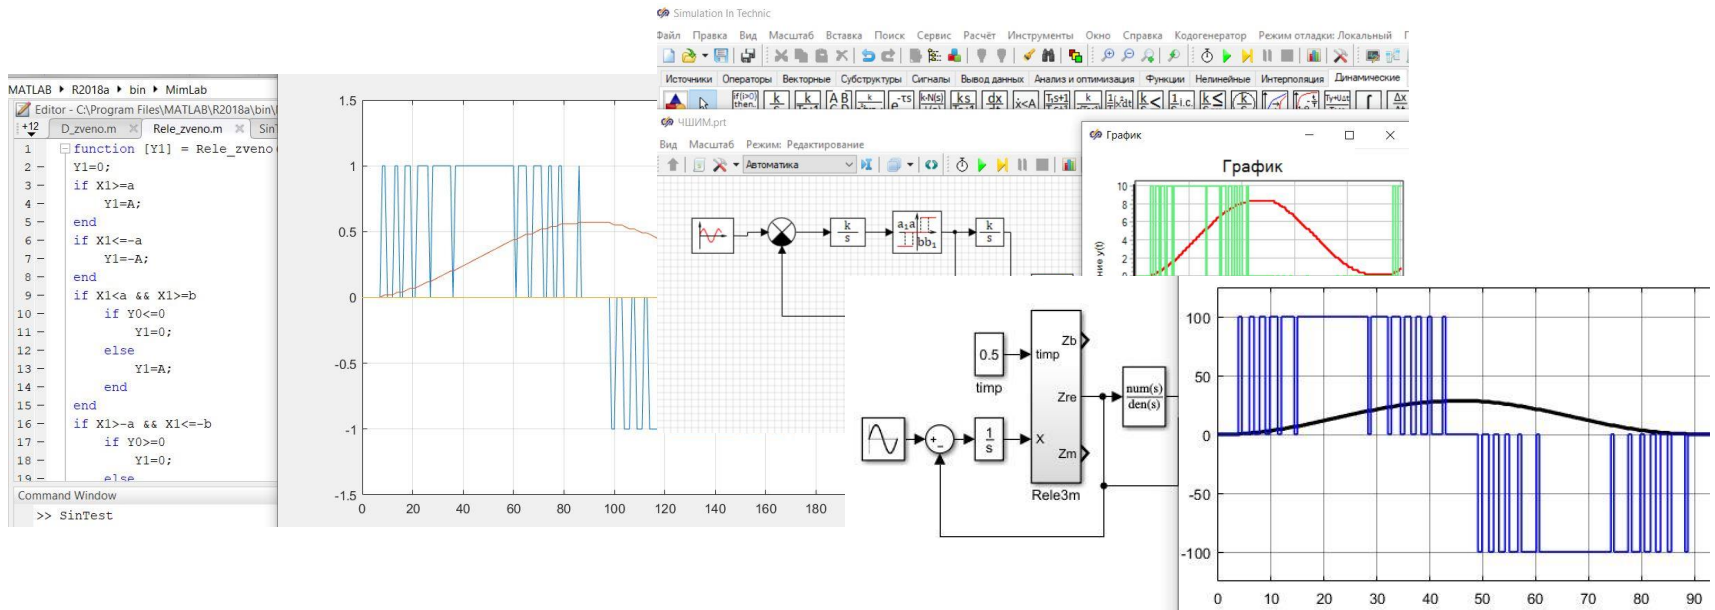 MATLAB ▸ R2018a ▸ bin ▸ MimLab
Editor - C:\Program Files\MATLAB\R2018a\bin\
+12 D_zveno.m Rele_zveno.m
1 function [Y1] = Rele_zveno
2 Y1=0;
3 if X1>=a
4 Y1=A;
5 end
6 if X1<=-a
7 Y1=-A;
8 end
9 if X1<a && X1>=b
10 if Y0<=0
11 Y1=0;
12 else
13 Y1=A;
14 end
15 end
16 if X1>-a && X1<=-b
17 if Y0>=0
18 Y1=0;
19 else
Command Window
>> SinTest
1.5
1
0.5
0
-0.5
-1
-1.5
0 20 40 60 80 100 120 140 160 180
Simulation In Technic
Файл Правка Вид Масштаб Вставка Поиск Сервис Расчёт Инструменты Окно Справка Кодогенератор Режим отладки: Локальный
Источники Операторы Векторные Субструктуры Сигналы Вывод данных Анализ и оптимизация Функции Нелинейные Интерполяция Динамические
ЧШИМ.prt
Вид Масштаб Режим: Редактирование
Автоматика
k
s
a₁a
bb₁
k
s
График
График
10
8
6
4
2
0
ние y(t)
0.5
timp
timp
Zb
Zre
X
Zm
Rele3m
+
-
1
s
num(s)
den(s)
100
50
0
-50
-100
0 10 20 30 40 50 60 70 80 90